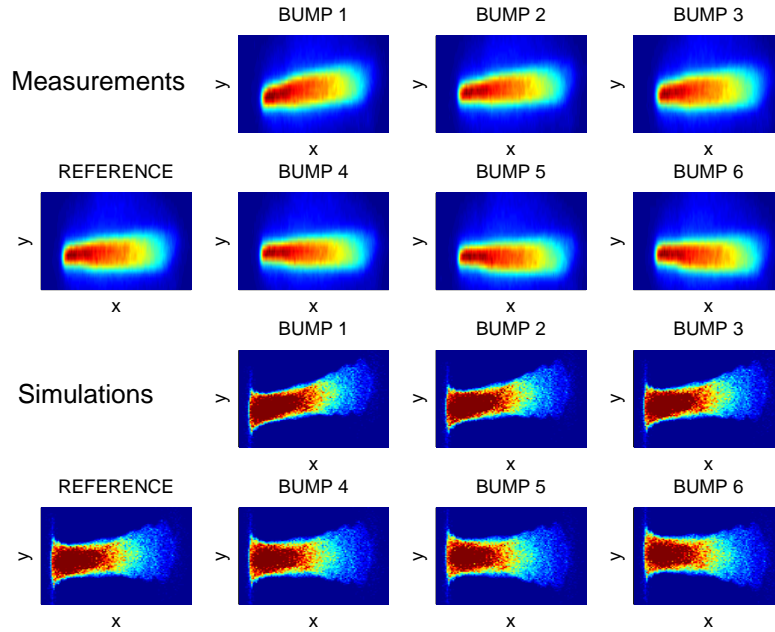 BUMP 1 BUMP 2 BUMP 3
Measurements
y y y
x x x
REFERENCE BUMP 4 BUMP 5 BUMP 6
y y y y
x x x x
BUMP 1 BUMP 2 BUMP 3
Simulations
y y y
x x x
REFERENCE BUMP 4 BUMP 5 BUMP 6
y y y y
x x x x